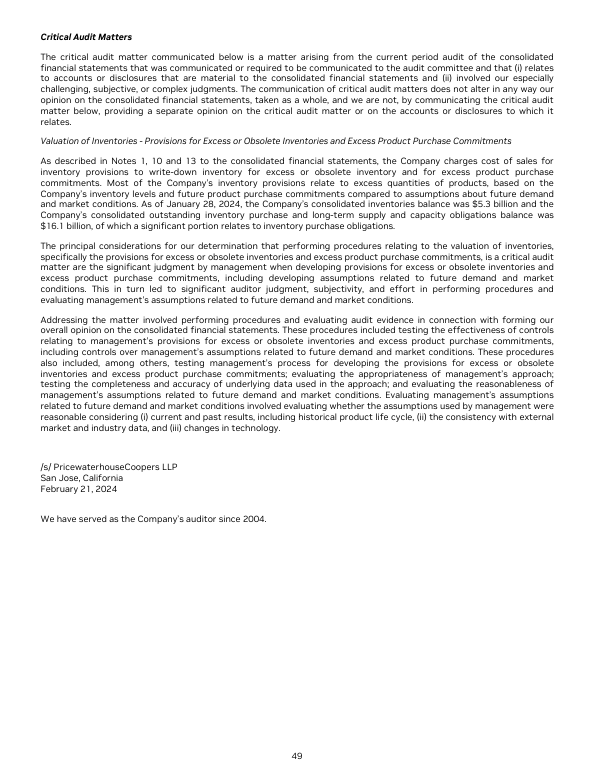 Critical Audit Matters
The critical audit matter communicated below is a matter arising from the current period audit of the consolidated
financial statements that was communicated or required to be communicated to the audit committee and that (i) relates
to accounts or disclosures that are material to the consolidated financial statements and (ii) involved our especially
challenging, subjective, or complex judgments. The communication of critical audit matters does not alter in any way our
opinion on the consolidated financial statements, taken as a whole, and we are not, by communicating the critical audit
matter below, providing a separate opinion on the critical audit matter or on the accounts or disclosures to which it
relates.
Valuation of Inventories - Provisions for Excess or Obsolete Inventories and Excess Product Purchase Commitments
As described in Notes 1, 10 and 13 to the consolidated financial statements, the Company charges cost of sales for
inventory provisions to write-down inventory for excess or obsolete inventory and for excess product purchase
commitments. Most of the Company's inventory provisions relate to excess quantities of products, based on the
Company's inventory levels and future product purchase commitments compared to assumptions about future demand
and market conditions. As of January 28, 2024, the Company's consolidated inventories balance was $5.3 billion and the
Company's consolidated outstanding inventory purchase and long-term supply and capacity obligations balance was
$16.1 billion, of which a significant portion relates to inventory purchase obligations.
The principal considerations for our determination that performing procedures relating to the valuation of inventories,
specifically the provisions for excess or obsolete inventories and excess product purchase commitments, is a critical audit
matter are the significant judgment by management when developing provisions for excess or obsolete inventories and
excess product purchase commitments, including developing assumptions related to future demand and market
conditions. This in turn led to significant auditor judgment, subjectivity, and effort in performing procedures and
evaluating management's assumptions related to future demand and market conditions.
Addressing the matter involved performing procedures and evaluating audit evidence in connection with forming our
overall opinion on the consolidated financial statements. These procedures included testing the effectiveness of controls
relating to management's provisions for excess or obsolete inventories and excess product purchase commitments,
including controls over management's assumptions related to future demand and market conditions. These procedures
also included, among others, testing management's process for developing the provisions for excess or obsolete
inventories and excess product purchase commitments; evaluating the appropriateness of management's approach;
testing the completeness and accuracy of underlying data used in the approach; and evaluating the reasonableness of
management's assumptions related to future demand and market conditions. Evaluating management's assumptions
related to future demand and market conditions involved evaluating whether the assumptions used by management were
reasonable considering (i) current and past results, including historical product life cycle, (ii) the consistency with external
market and industry data, and (iii) changes in technology.
/s/ PricewaterhouseCoopers LLP
San Jose, California
February 21, 2024
We have served as the Company's auditor since 2004.
49